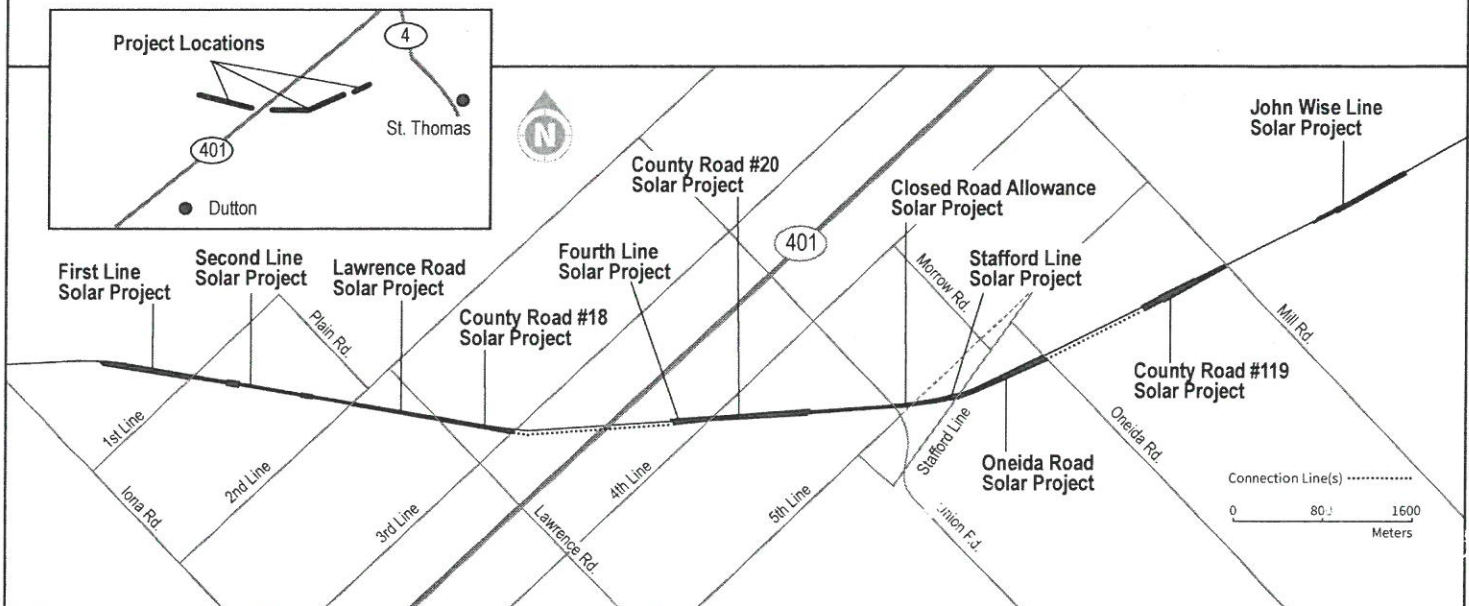 Project Locations
4
St. Thomas
401
Dutton
N
John Wise Line
Solar Project
County Road #20
Solar Project
Closed Road Allowance
Solar Project
401
First Line
Solar Project
Second Line
Solar Project
Lawrence Road
Solar Project
Fourth Line
Solar Project
Stafford Line
Solar Project
County Road #18
Solar Project
Plain Rd.
Morrow Rd.
Mill Rd.
County Road #119
Solar Project
1st Line
2nd Line
3rd Line
4th Line
5th Line
Iona Rd.
Lawrence Rd.
Stafford Line
Oneida Road
Solar Project
Oneida Rd.
Connection Line(s)
0 1600
Meters